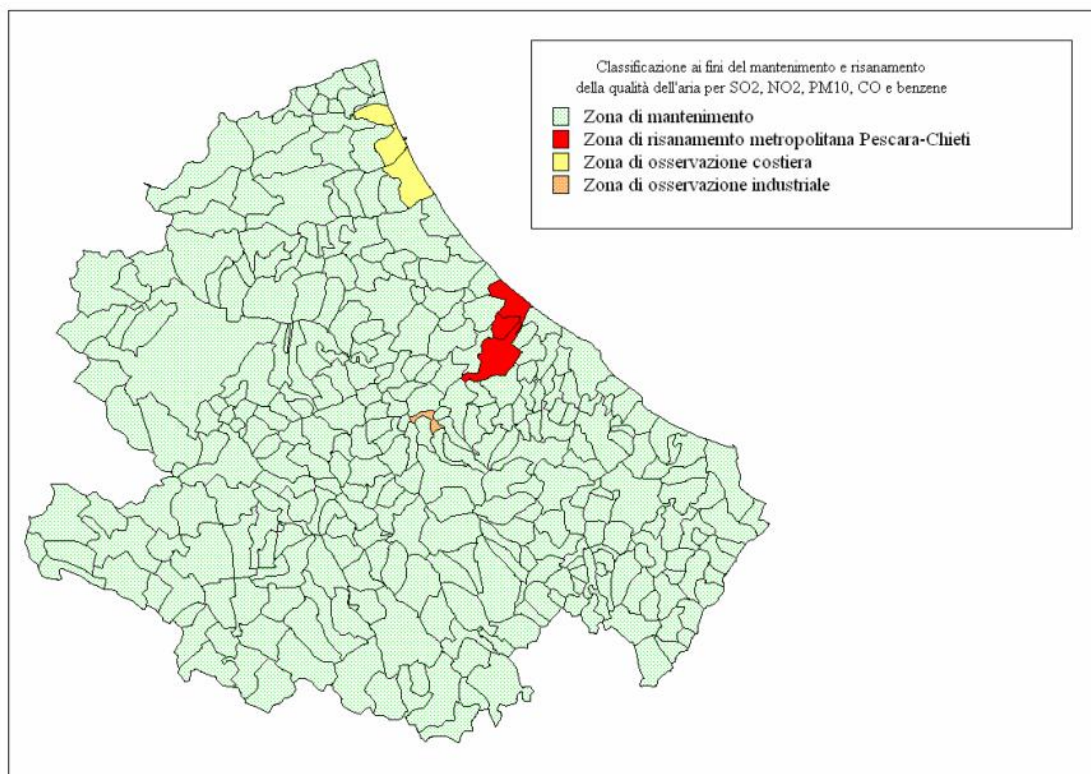 Classificazione ai fini del mantenimento e risanamento
della qualità dell'aria per SO2, NO2, PM10, CO e benzene
Zona di mantenimento
Zona di risanamemto metropolitana Pescara-Chieti
Zona di osservazione costiera
Zona di osservazione industriale